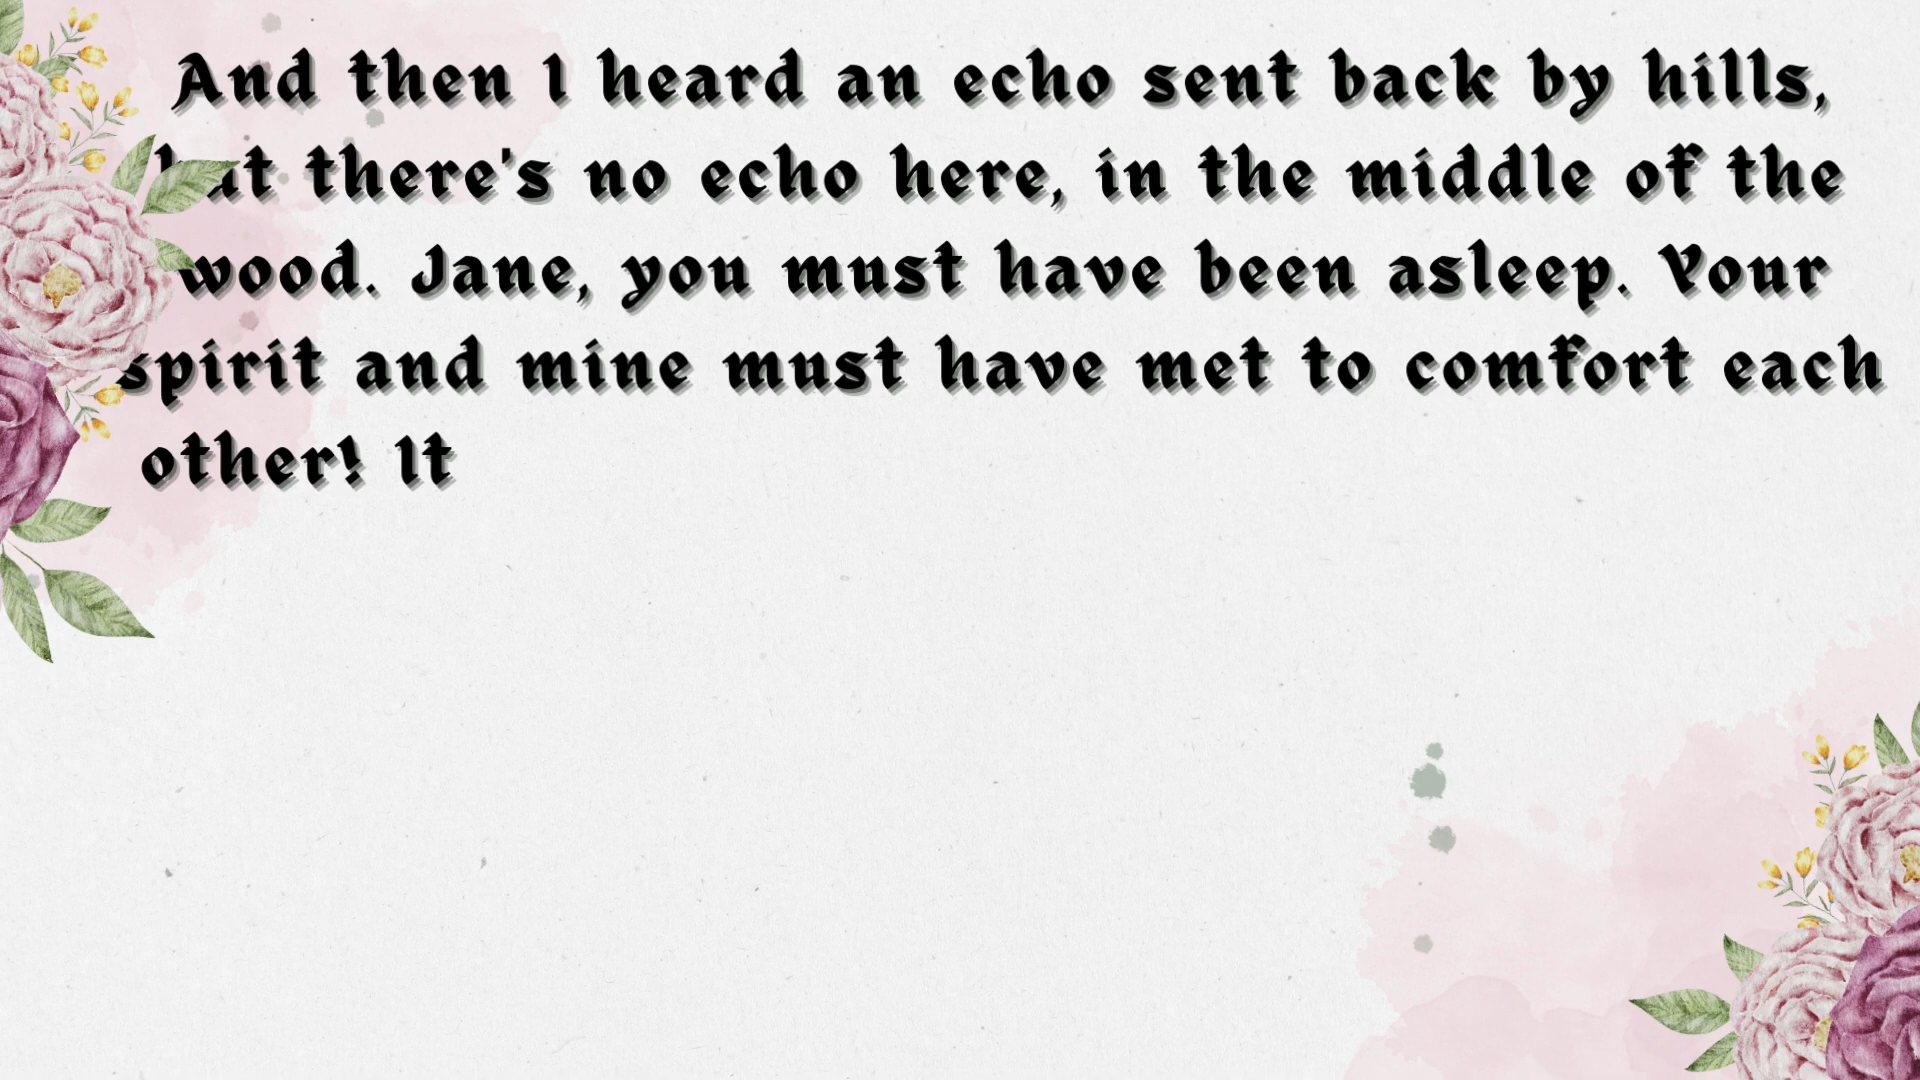 And then I heard an echo sent back by hills,
but there's no echo here, in the middle of the
wood. Jane, you must have been asleep. Your
spirit and mine must have met to comfort each
other! It